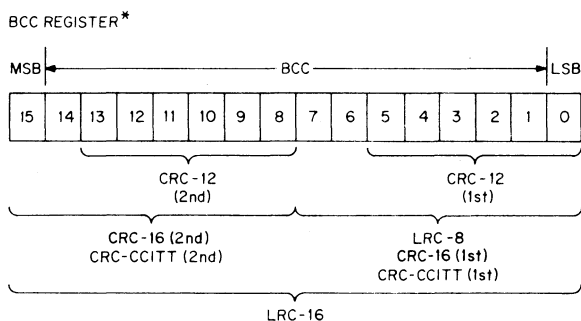 BCC REGISTER*
MSB BCC LSB
15 14 13 12 11 10 9 8 7 6 5 4 3 2 1 0
CRC-12 CRC-12
(2nd) (1st)
CRC-16 (2nd) LRC-8
CRC-CCITT (2nd) CRC-16 (1st)
CRC-CCITT (1st)
LRC-16